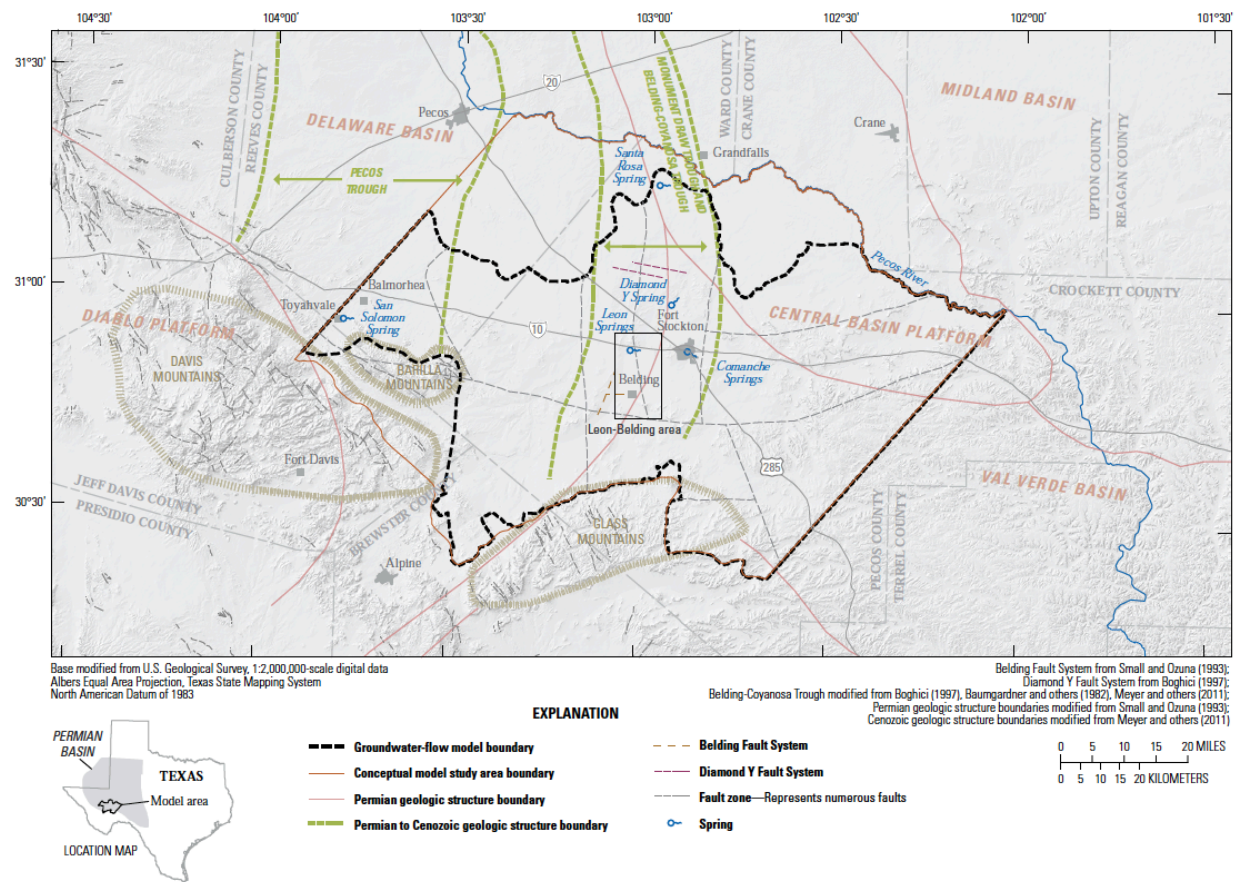 104°30'
104°00'
103°30'
103°00'
102°30'
102°00'
101°30'
31°30'
31°00'
30°30'
CULBERSON COUNTY
REEVES COUNTY
DELAWARE BASIN
Pecos
20
MONUMENT DRAW TROUGH AND
BELDING-COYANOSA TROUGH
WARD COUNTY
CRANE COUNTY
MIDLAND BASIN
Crane
Grandfalls
UPTON COUNTY
REAGAN COUNTY
PECOS
TROUGH
Santa
Rosa
Spring
Pecos River
CROCKETT COUNTY
Balmorhea
Toyahvale
San
Solomon
Spring
DIABLO PLATFORM
Diamond
Y Spring
Leon
Springs
Fort
Stockton
10
CENTRAL BASIN PLATFORM
DAVIS
MOUNTAINS
BARILLA
MOUNTAINS
Belding
Comanche
Springs
Leon-Belding area
Fort Davis
285
JEFF DAVIS COUNTY
PRESIDIO COUNTY
BREWSTER COUNTY
Alpine
GLASS
MOUNTAINS
PECOS COUNTY
TERRELL COUNTY
VAL VERDE BASIN
Base modified from U.S. Geological Survey, 1:2,000,000-scale digital data
Albers Equal Area Projection, Texas State Mapping System
North American Datum of 1983
Belding Fault System from Small and Ozuna (1993);
Diamond Y Fault System from Boghici (1997);
Belding-Coyanosa Trough modified from Boghici (1997), Baumgardner and others (1982), Meyer and others (2011);
Permian geologic structure boundaries modified from Small and Ozuna (1993);
Cenozoic geologic structure boundaries modified from Meyer and others (2011)
EXPLANATION
Groundwater-flow model boundary
Conceptual model study area boundary
Permian geologic structure boundary
Permian to Cenozoic geologic structure boundary
Belding Fault System
Diamond Y Fault System
Fault zone—Represents numerous faults
Spring
0 5 10 15 20 MILES
0 5 10 15 20 KILOMETERS
PERMIAN
BASIN
TEXAS
Model area
LOCATION MAP